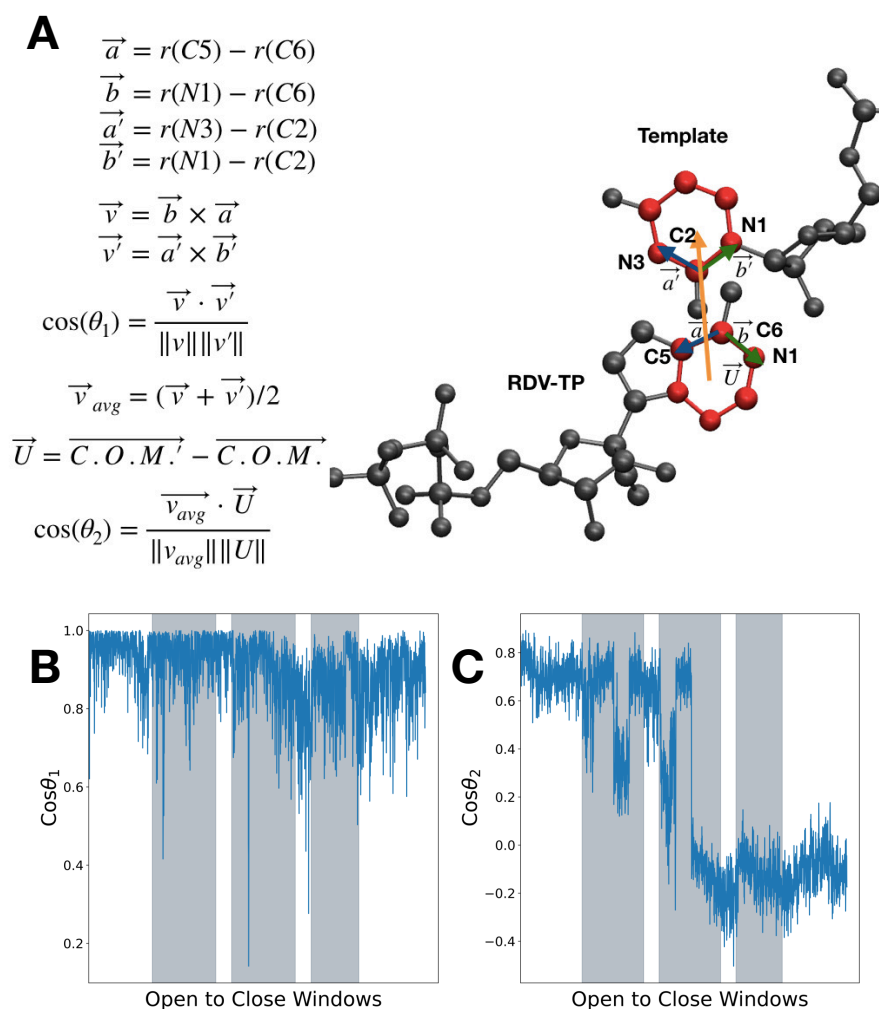 A
a⃗ = r(C5) − r(C6)
b⃗ = r(N1) − r(C6)
a⃗′ = r(N3) − r(C2)
b⃗′ = r(N1) − r(C2)
v⃗ = b⃗ × a⃗
v⃗′ = a⃗′ × b⃗′
cos(θ₁) = v⃗ · v⃗′ / ‖v‖‖v′‖
v⃗avg = (v⃗ + v⃗′)/2
U⃗ = C.O.M.′⃗ − C.O.M.⃗
cos(θ₂) = v⃗avg · U⃗ / ‖vavg‖‖U‖
Template
C2 N1
N3 a⃗′ b⃗′
a⃗ b⃗ C6
C5 N1
RDV-TP U⃗
B
1.0
0.8
0.6
0.4
0.2
Cosθ₁
Open to Close Windows
C
0.8
0.6
0.4
0.2
0.0
−0.2
−0.4
Cosθ₂
Open to Close Windows